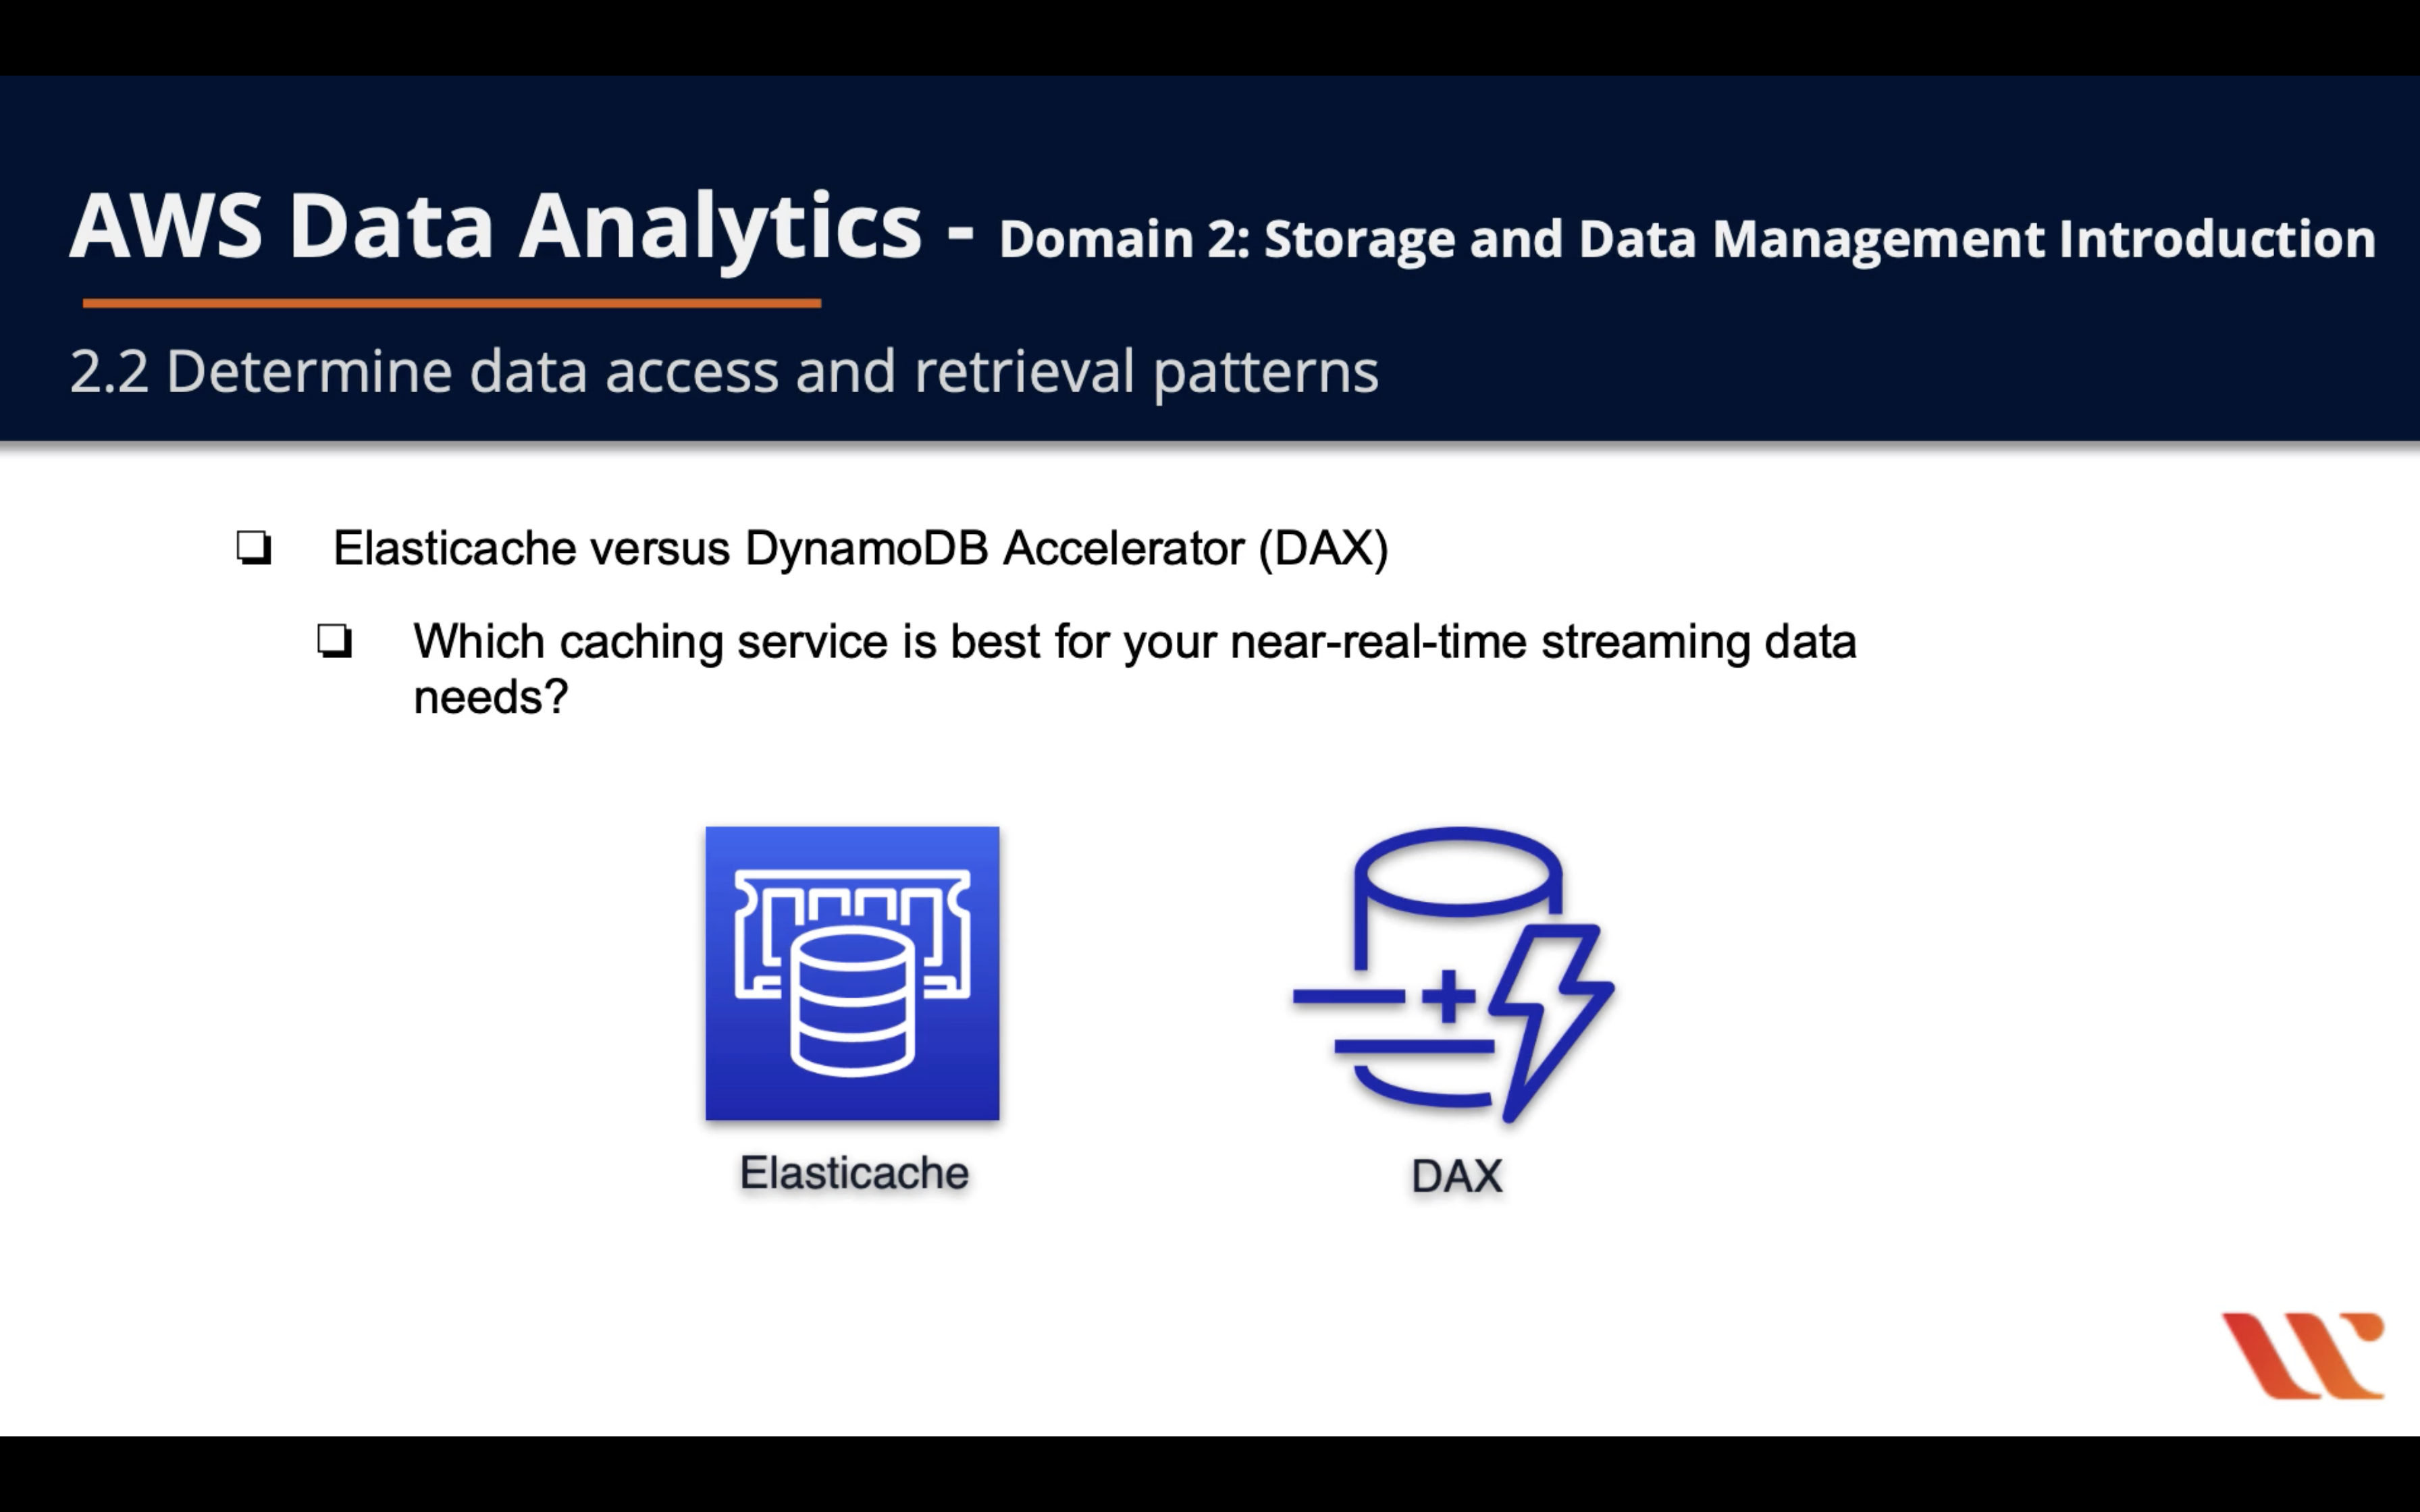 AWS Data Analytics - Domain 2: Storage and Data Management Introduction
2.2 Determine data access and retrieval patterns
Elasticache versus DynamoDB Accelerator (DAX)
Which caching service is best for your near-real-time streaming data
needs?
Elasticache
DAX